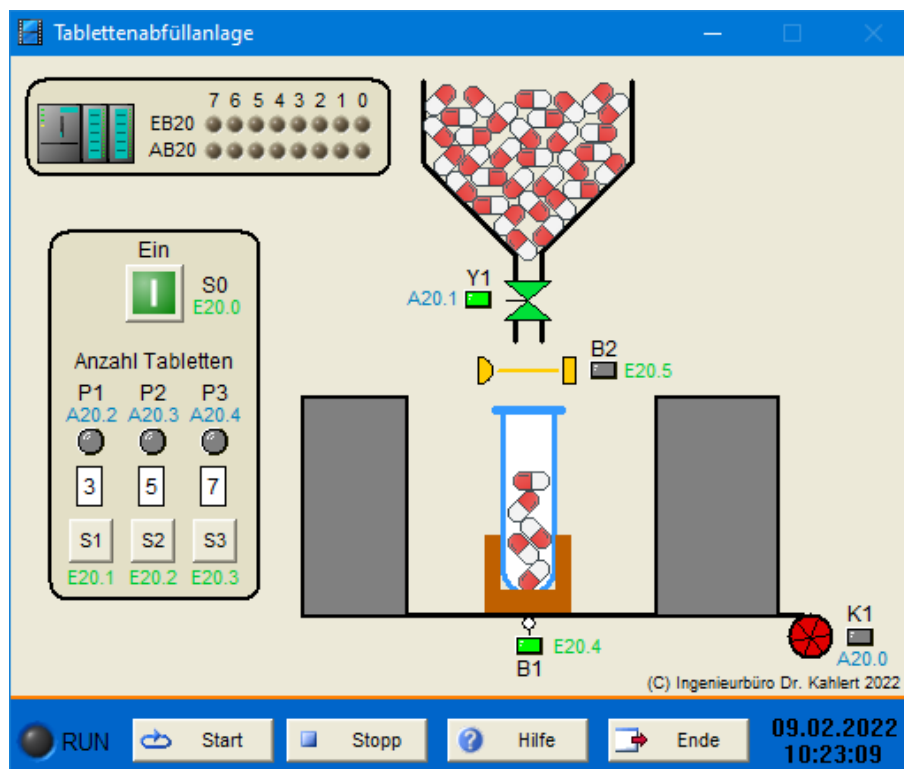 Tablettenabfüllanlage
7 6 5 4 3 2 1 0
EB20
AB20
Ein
S0
E20.0
Anzahl Tabletten
P1 P2 P3
A20.2 A20.3 A20.4
3 5 7
S1 S2 S3
E20.1 E20.2 E20.3
Y1
A20.1
B2
E20.5
E20.4
B1
K1
A20.0
(C) Ingenieurbüro Dr. Kahlert 2022
RUN Start Stopp Hilfe Ende
09.02.2022
10:23:09